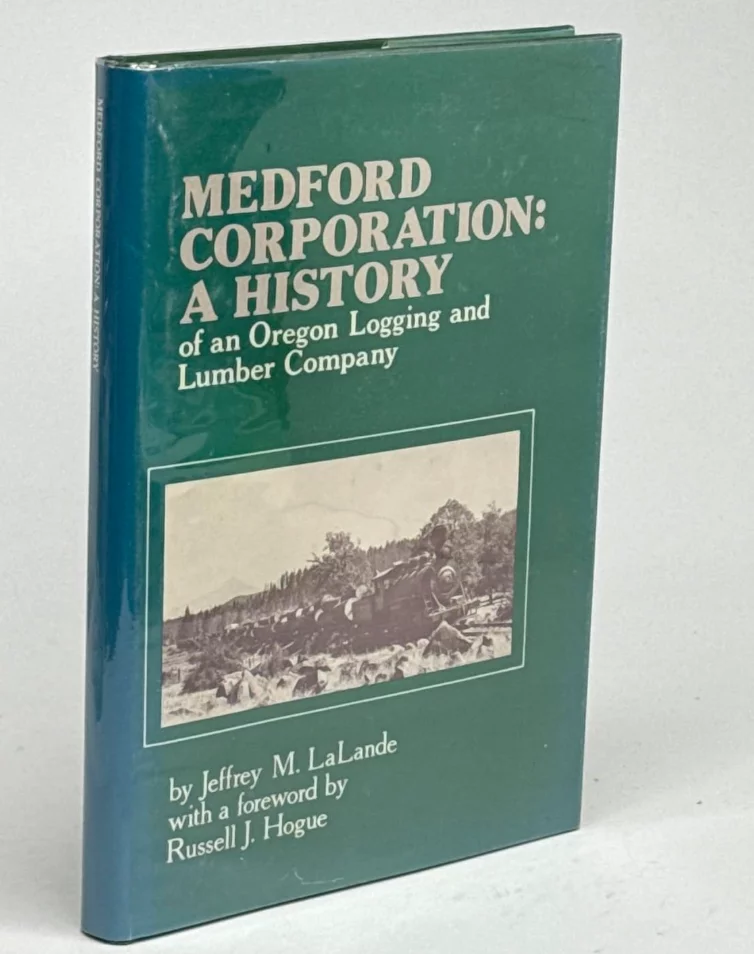 MEDFORD CORPORATION: A HISTORY
MEDFORD
CORPORATION:
A HISTORY
of an Oregon Logging and
Lumber Company
by Jeffrey M. LaLande
with a foreword by
Russell J. Hogue